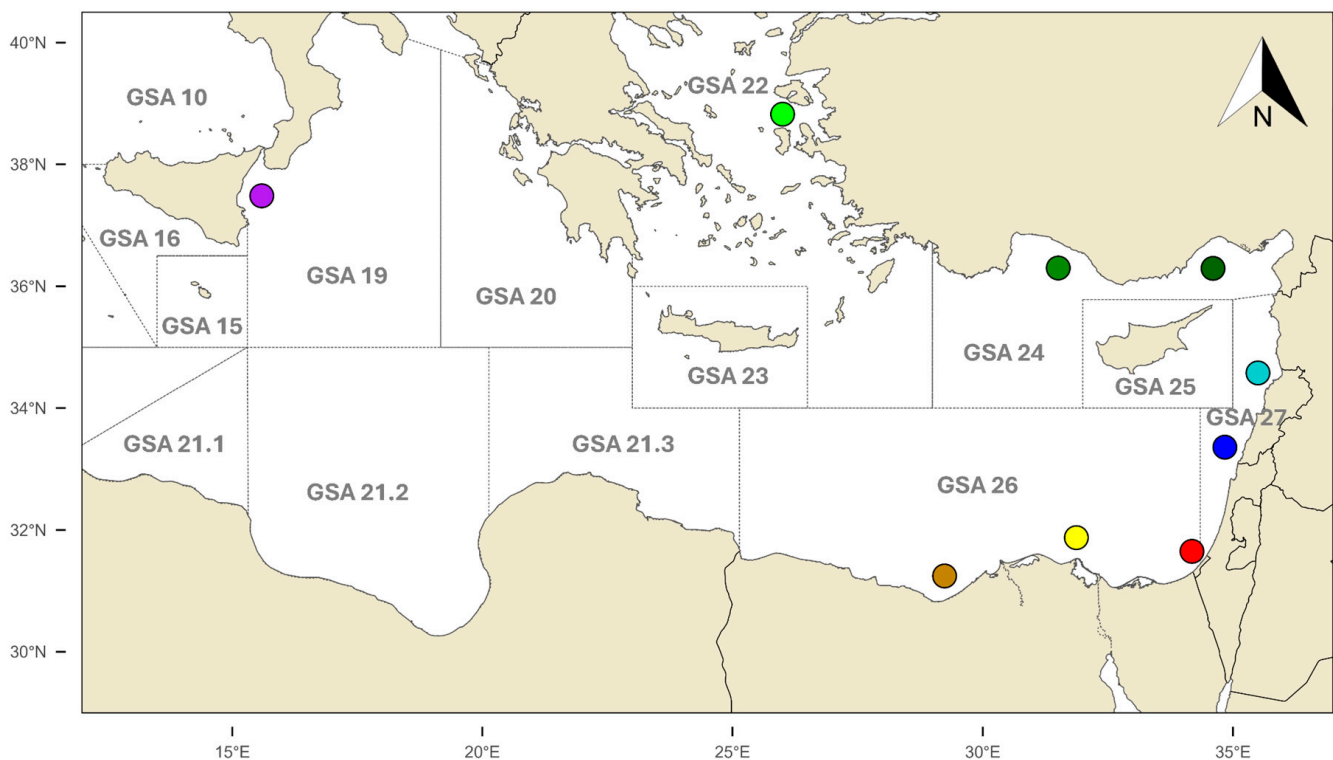 40°N
GSA 22
GSA 10
N
38°N
GSA 16
GSA 19
36°N
GSA 20
GSA 15
GSA 24
GSA 23
GSA 25
34°N
GSA 27
GSA 21.1
GSA 21.3
GSA 21.2
GSA 26
32°N
30°N
15°E
20°E
25°E
30°E
35°E